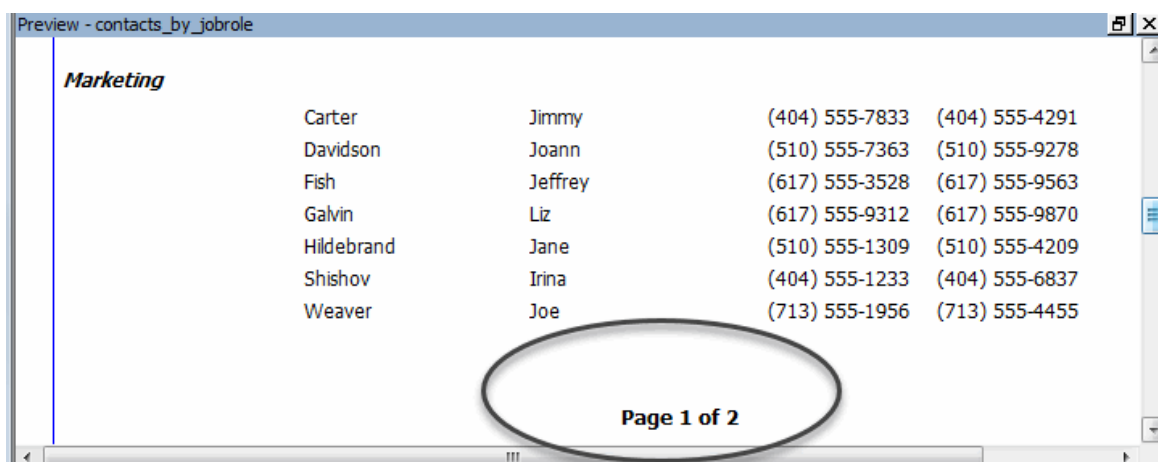 Preview - contacts_by_jobrole
Marketing
Carter Jimmy (404) 555-7833 (404) 555-4291
Davidson Joann (510) 555-7363 (510) 555-9278
Fish Jeffrey (617) 555-3528 (617) 555-9563
Galvin Liz (617) 555-9312 (617) 555-9870
Hildebrand Jane (510) 555-1309 (510) 555-4209
Shishov Irina (404) 555-1233 (404) 555-6837
Weaver Joe (713) 555-1956 (713) 555-4455
Page 1 of 2